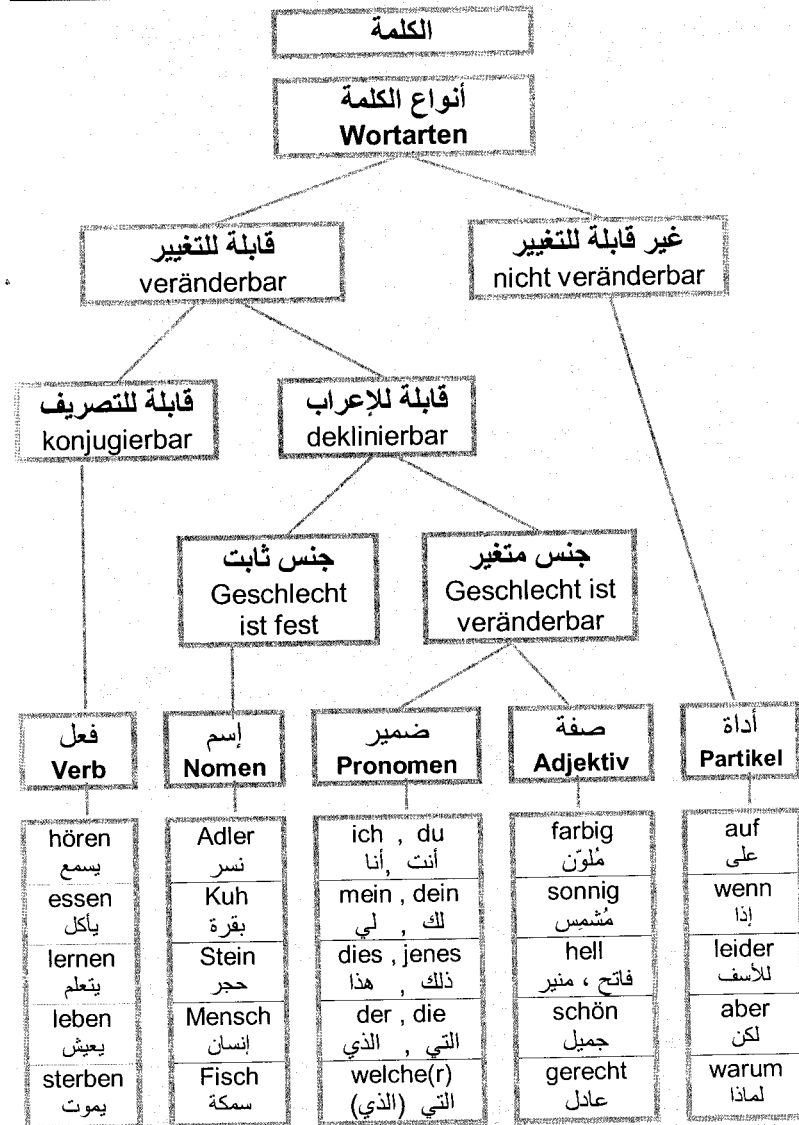 الكلمة
أنواع الكلمة
Wortarten
قابلة للتغيير
veränderbar
غير قابلة للتغيير
nicht veränderbar
قابلة للتصريف
konjugierbar
قابلة للإعراب
deklinierbar
جنس ثابت
Geschlecht
ist fest
جنس متغير
Geschlecht ist
veränderbar
فعل
Verb
إسم
Nomen
ضمير
Pronomen
صفة
Adjektiv
أداة
Partikel
hören
يسمع
essen
يأكل
lernen
يتعلم
leben
يعيش
sterben
يموت
Adler
نسر
Kuh
بقرة
Stein
حجر
Mensch
إنسان
Fisch
سمكة
ich , du
أنت , أنا
mein , dein
لك , لي
dies , jenes
ذلك , هذا
der , die
التي , الذي
welche(r)
التي (الذي)
farbig
مُلوّن
sonnig
مُشمِس
hell
فاتح ، منير
schön
جميل
gerecht
عادل
auf
على
wenn
إذا
leider
للأسف
aber
لكن
warum
لماذا